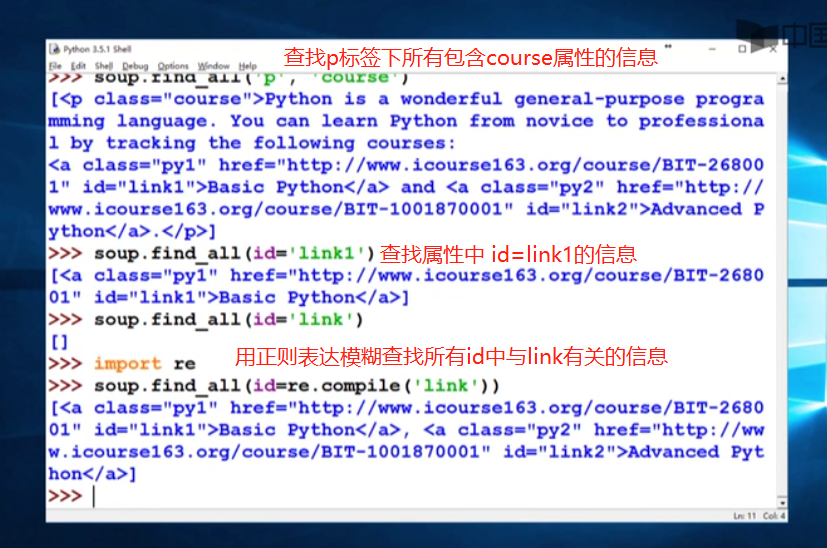 Python 3.5.1 Shell
File Edit Shell Debug Options Window Help
查找p标签下所有包含course属性的信息
中国
>>> soup.find_all('p', 'course')
[<p class="course">Python is a wonderful general-purpose progra
mming language. You can learn Python from novice to professiona
l by tracking the following courses:
<a class="py1" href="http://www.icourse163.org/course/BIT-26800
1" id="link1">Basic Python</a> and <a class="py2" href="http://
www.icourse163.org/course/BIT-1001870001" id="link2">Advanced P
ython</a>.</p>]
>>> soup.find_all(id='link1') 查找属性中 id=link1的信息
[<a class="py1" href="http://www.icourse163.org/course/BIT-2680
01" id="link1">Basic Python</a>]
>>> soup.find_all(id='link')
[]
>>> import re 用正则表达模糊查找所有id中与link有关的信息
>>> soup.find_all(id=re.compile('link'))
[<a class="py1" href="http://www.icourse163.org/course/BIT-2680
01" id="link1">Basic Python</a>, <a class="py2" href="http://ww
w.icourse163.org/course/BIT-1001870001" id="link2">Advanced Pyt
hon</a>]
>>>
Ln: 11 Col: 4